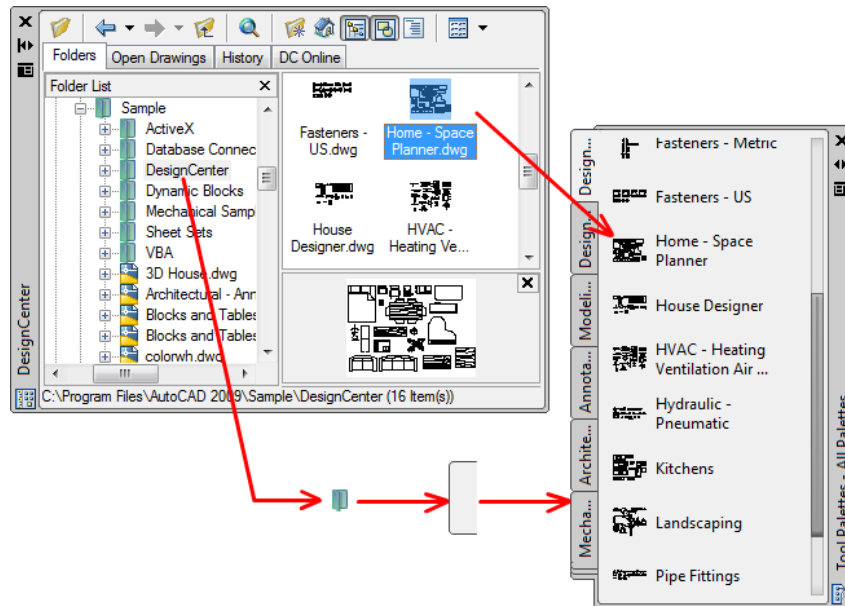 Folders
Open Drawings
History
DC Online
Folder List
Sample
ActiveX
Database Connec
DesignCenter
Dynamic Blocks
Mechanical Sampl
Sheet Sets
VBA
3D House.dwg
Architectural - Ann
Blocks and Tables
Blocks and Tables
colorwh.dwg
Fasteners -
US.dwg
Home - Space
Planner.dwg
House
Designer.dwg
HVAC -
Heating Ve...
C:\Program Files\AutoCAD 2009\Sample\DesignCenter (16 Item(s))
DesignCenter
Design...
Design...
Modeli...
Annota...
Archite...
Mecha...
Fasteners - Metric
Fasteners - US
Home - Space
Planner
House Designer
HVAC - Heating
Ventilation Air ...
Hydraulic -
Pneumatic
Kitchens
Landscaping
Pipe Fittings
Tool Palettes - All Palettes